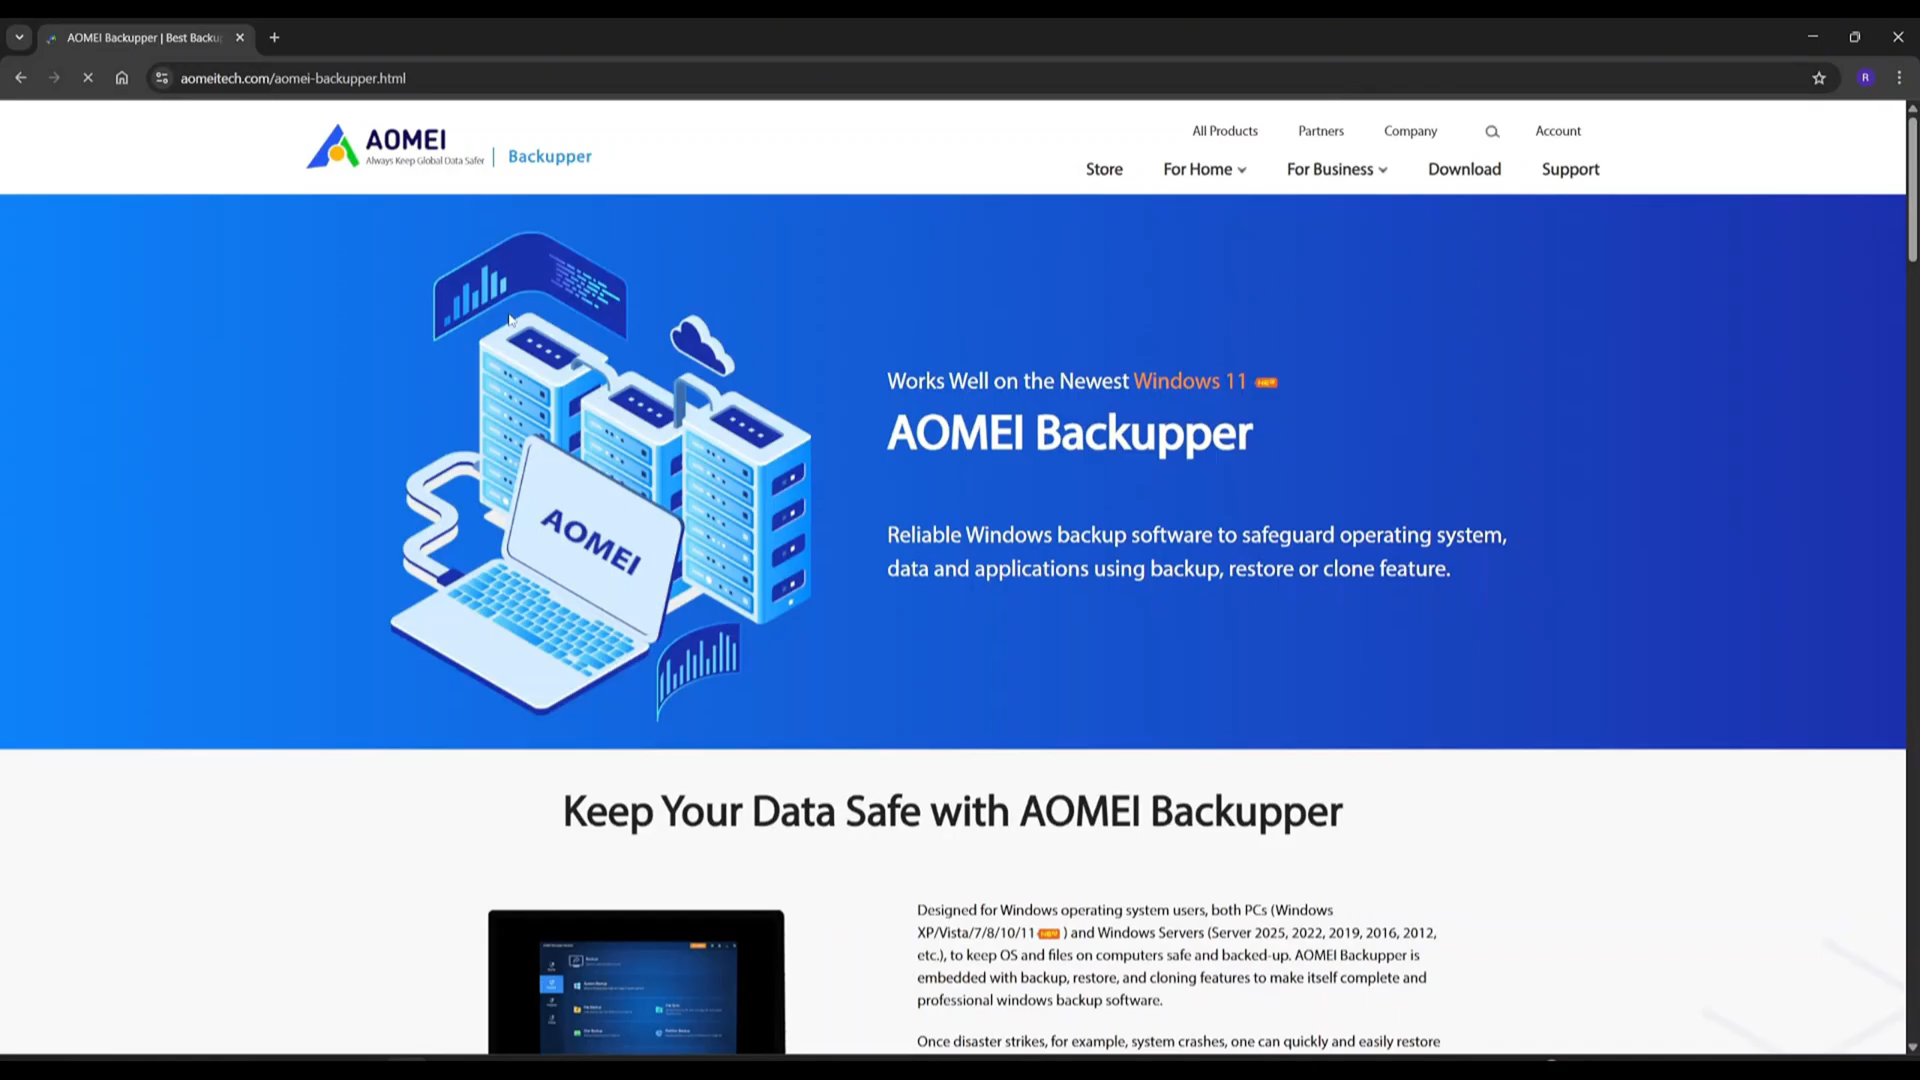 AOMEI Backupper | Best Backu
aomeitech.com/aomei-backupper.html
R
AOMEI
Always Keep Global Data Safer
Backupper
All Products
Partners
Company
Account
Store
For Home
For Business
Download
Support
AOMEI
Works Well on the Newest Windows 11 NEW
AOMEI Backupper
Reliable Windows backup software to safeguard operating system,
data and applications using backup, restore or clone feature.
Keep Your Data Safe with AOMEI Backupper
Designed for Windows operating system users, both PCs (Windows
XP/Vista/7/8/10/11 NEW ) and Windows Servers (Server 2025, 2022, 2019, 2016, 2012,
etc.), to keep OS and files on computers safe and backed-up. AOMEI Backupper is
embedded with backup, restore, and cloning features to make itself complete and
professional windows backup software.
Once disaster strikes, for example, system crashes, one can quickly and easily restore